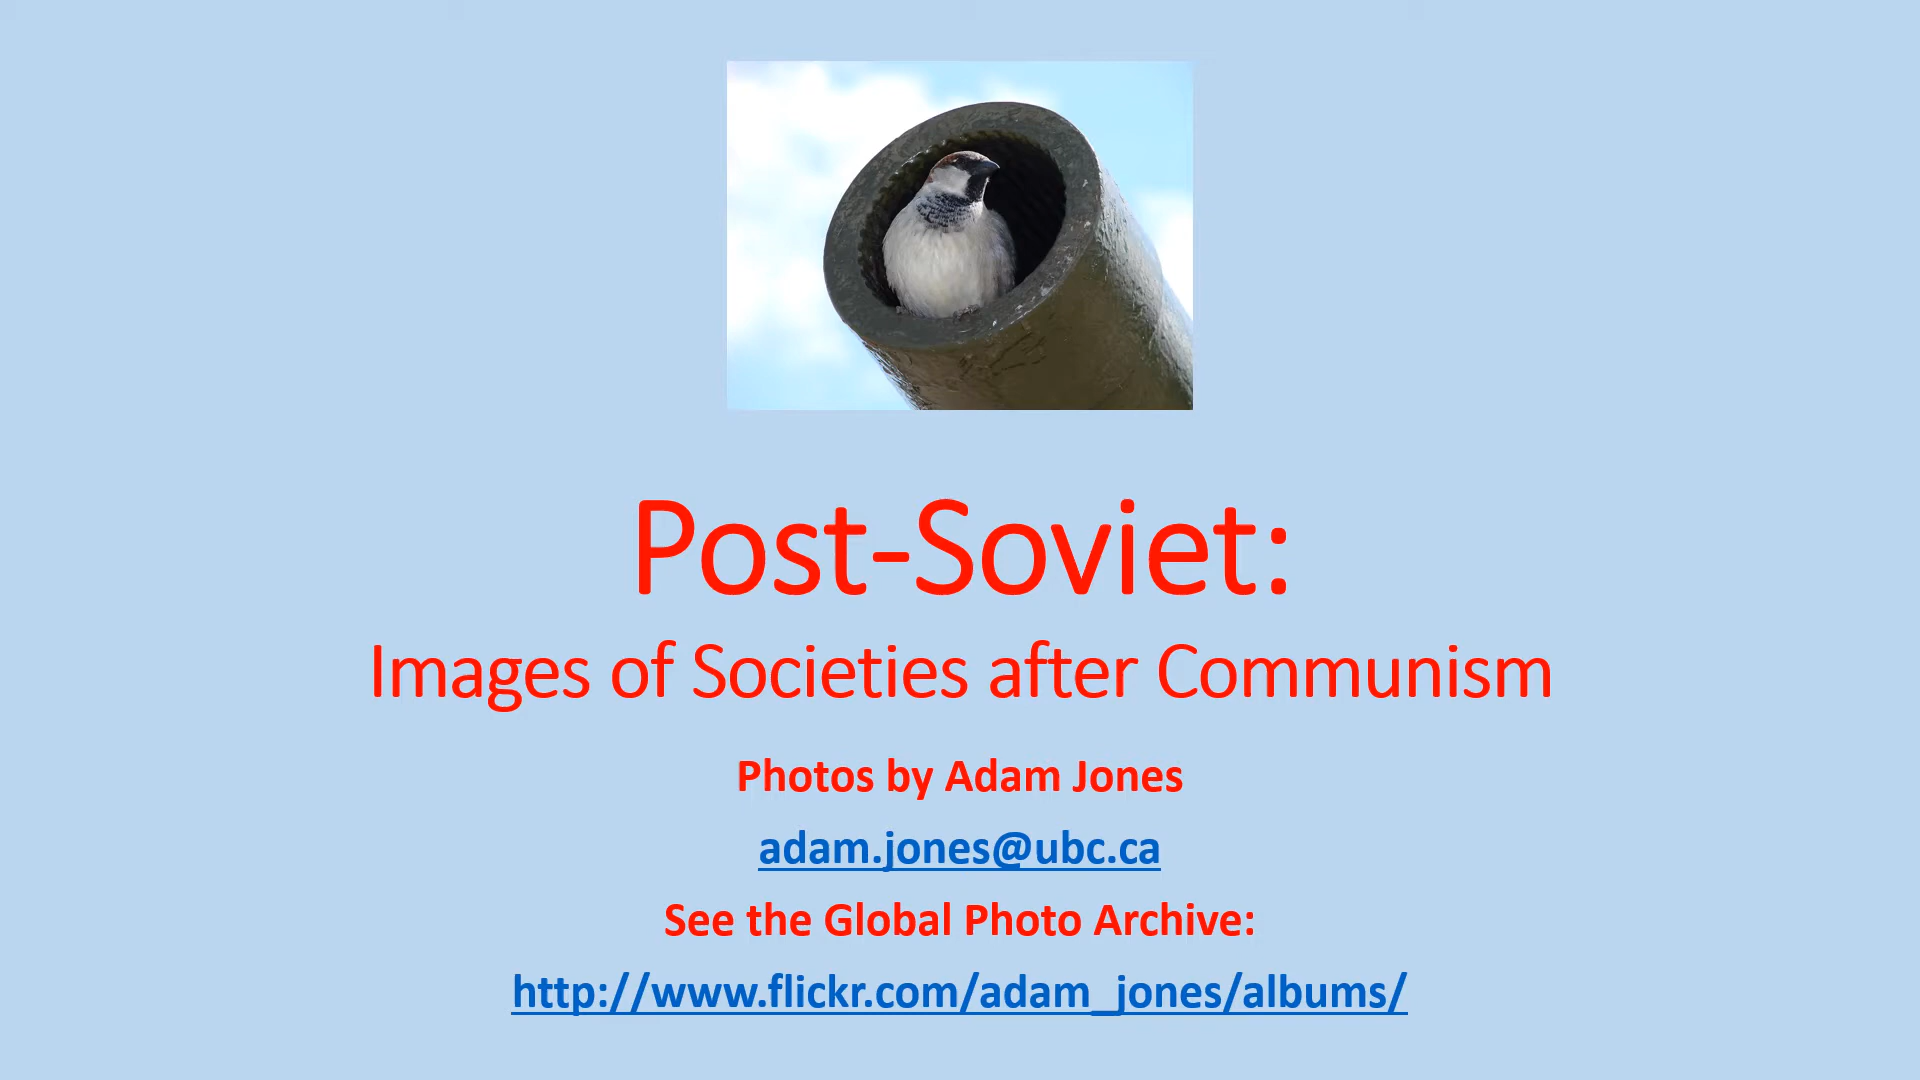 Post-Soviet:
Images of Societies after Communism
Photos by Adam Jones
adam.jones@ubc.ca
See the Global Photo Archive:
http://www.flickr.com/adam_jones/albums/